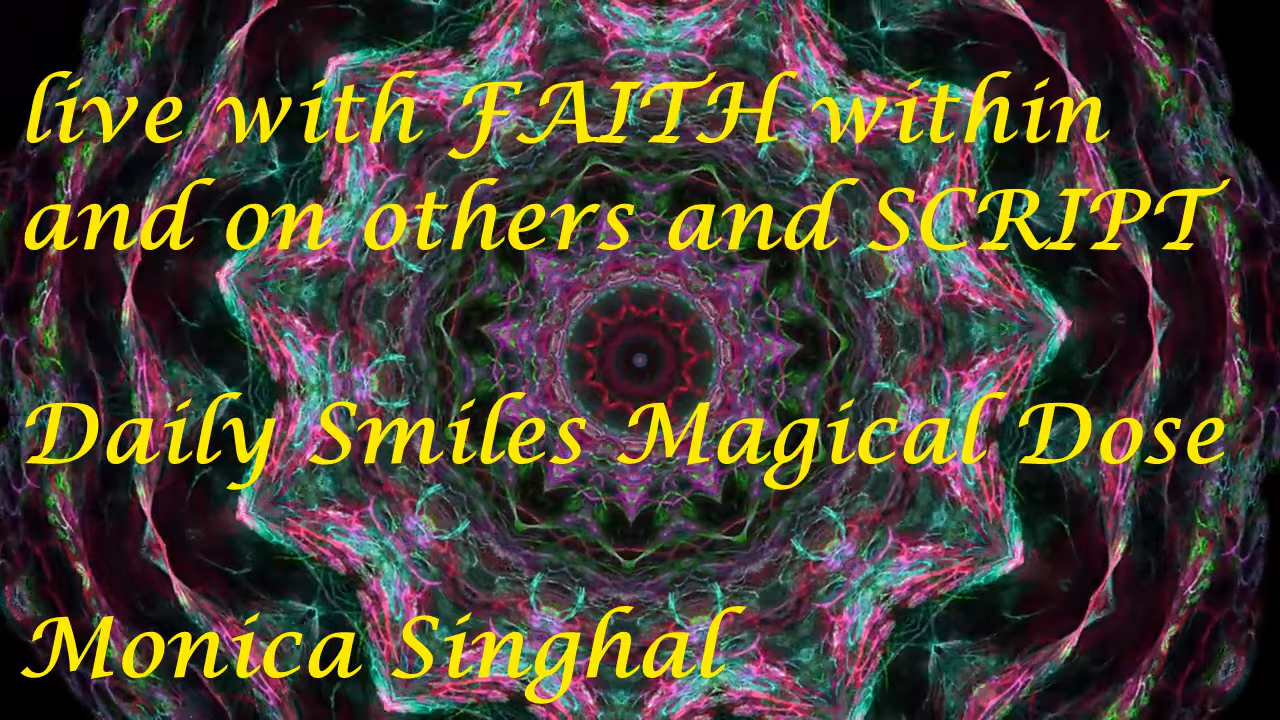 live with FAITH within
and on others and SCRIPT
Daily Smiles Magical Dose
Monica Singhal